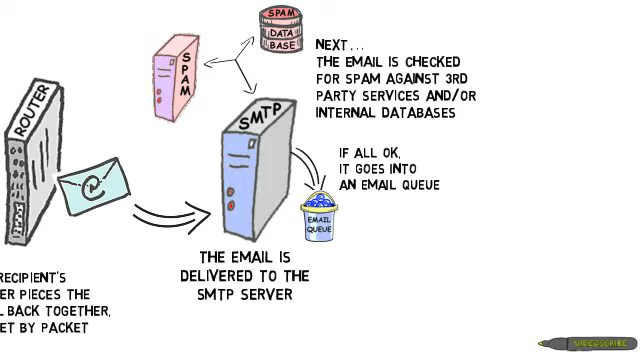 SPAM
DATA
BASE
SPAM
NEXT...
THE EMAIL IS CHECKED
FOR SPAM AGAINST 3RD
PARTY SERVICES AND/OR
INTERNAL DATABASES
ROUTER
SMTP
@
IF ALL OK,
IT GOES INTO
AN EMAIL QUEUE
EMAIL
QUEUE
THE EMAIL IS
DELIVERED TO THE
SMTP SERVER
RECIPIENT'S
ER PIECES THE
L BACK TOGETHER,
ET BY PACKET
VIDEOSCRIBE